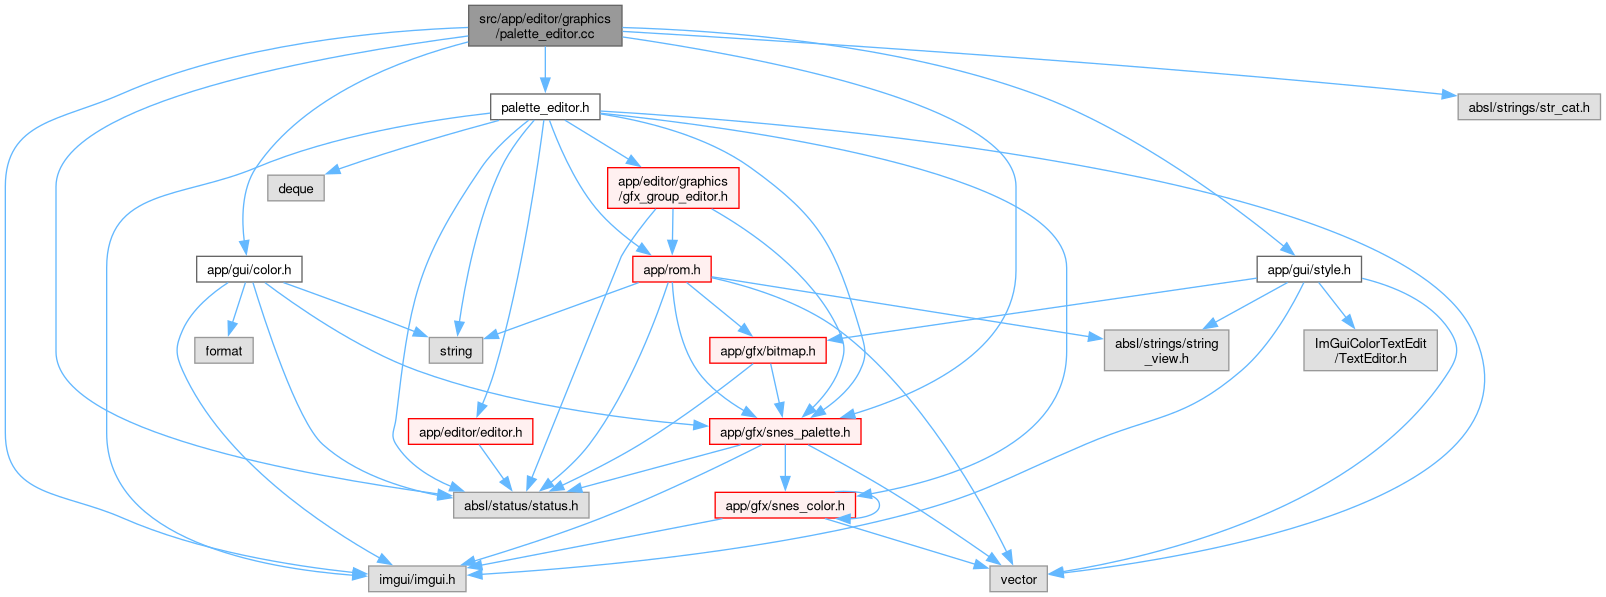 src/app/editor/graphics
/palette_editor.cc
palette_editor.h
absl/strings/str_cat.h
deque
app/editor/graphics
/gfx_group_editor.h
app/gui/color.h
app/rom.h
app/gui/style.h
format
string
app/gfx/bitmap.h
absl/strings/string
_view.h
ImGuiColorTextEdit
/TextEditor.h
app/editor/editor.h
app/gfx/snes_palette.h
absl/status/status.h
app/gfx/snes_color.h
imgui/imgui.h
vector